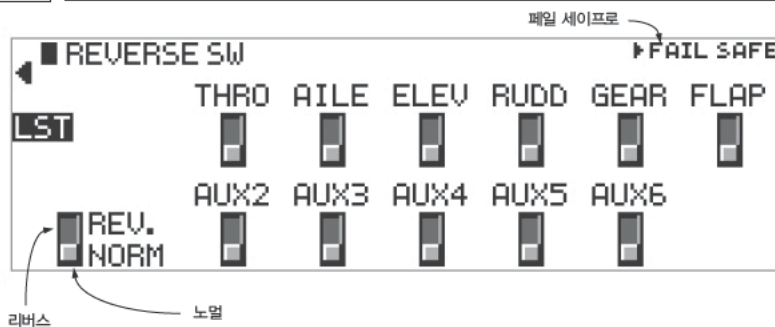 페일 세이프로
REVERSE SW ▶FAIL SAFE
THRO AILE ELEV RUDD GEAR FLAP
LST
AUX2 AUX3 AUX4 AUX5 AUX6
REV.
NORM
노멀
리버스